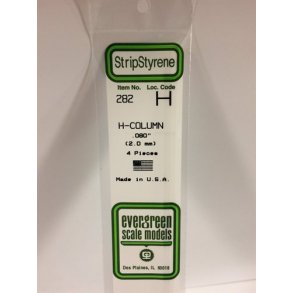 StripStyrene
Item No. Loc. Code
282 H
H-COLUMN
.080"
(2.0 mm)
4 Pieces
Made in U.S.A.
evergreen
scale models
Des Plaines, IL 60018